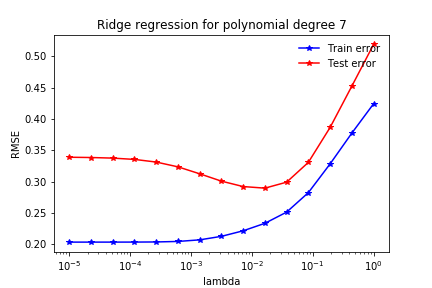 Ridge regression for polynomial degree 7
Train error
Test error
0.50
0.45
0.40
0.35
0.30
0.25
0.20
RMSE
10⁻⁵ 10⁻⁴ 10⁻³ 10⁻² 10⁻¹ 10⁰
lambda